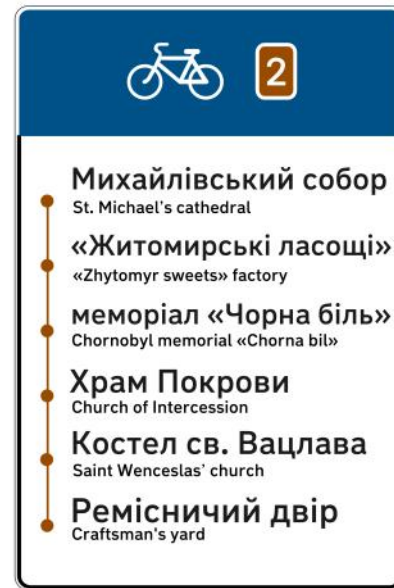 2
Михайлівський собор
St. Michael's cathedral
«Житомирські ласощі»
«Zhytomyr sweets» factory
меморіал «Чорна біль»
Chornobyl memorial «Chorna bil»
Храм Покрови
Church of Intercession
Костел св. Вацлава
Saint Wenceslas' church
Ремісничий двір
Craftsman's yard